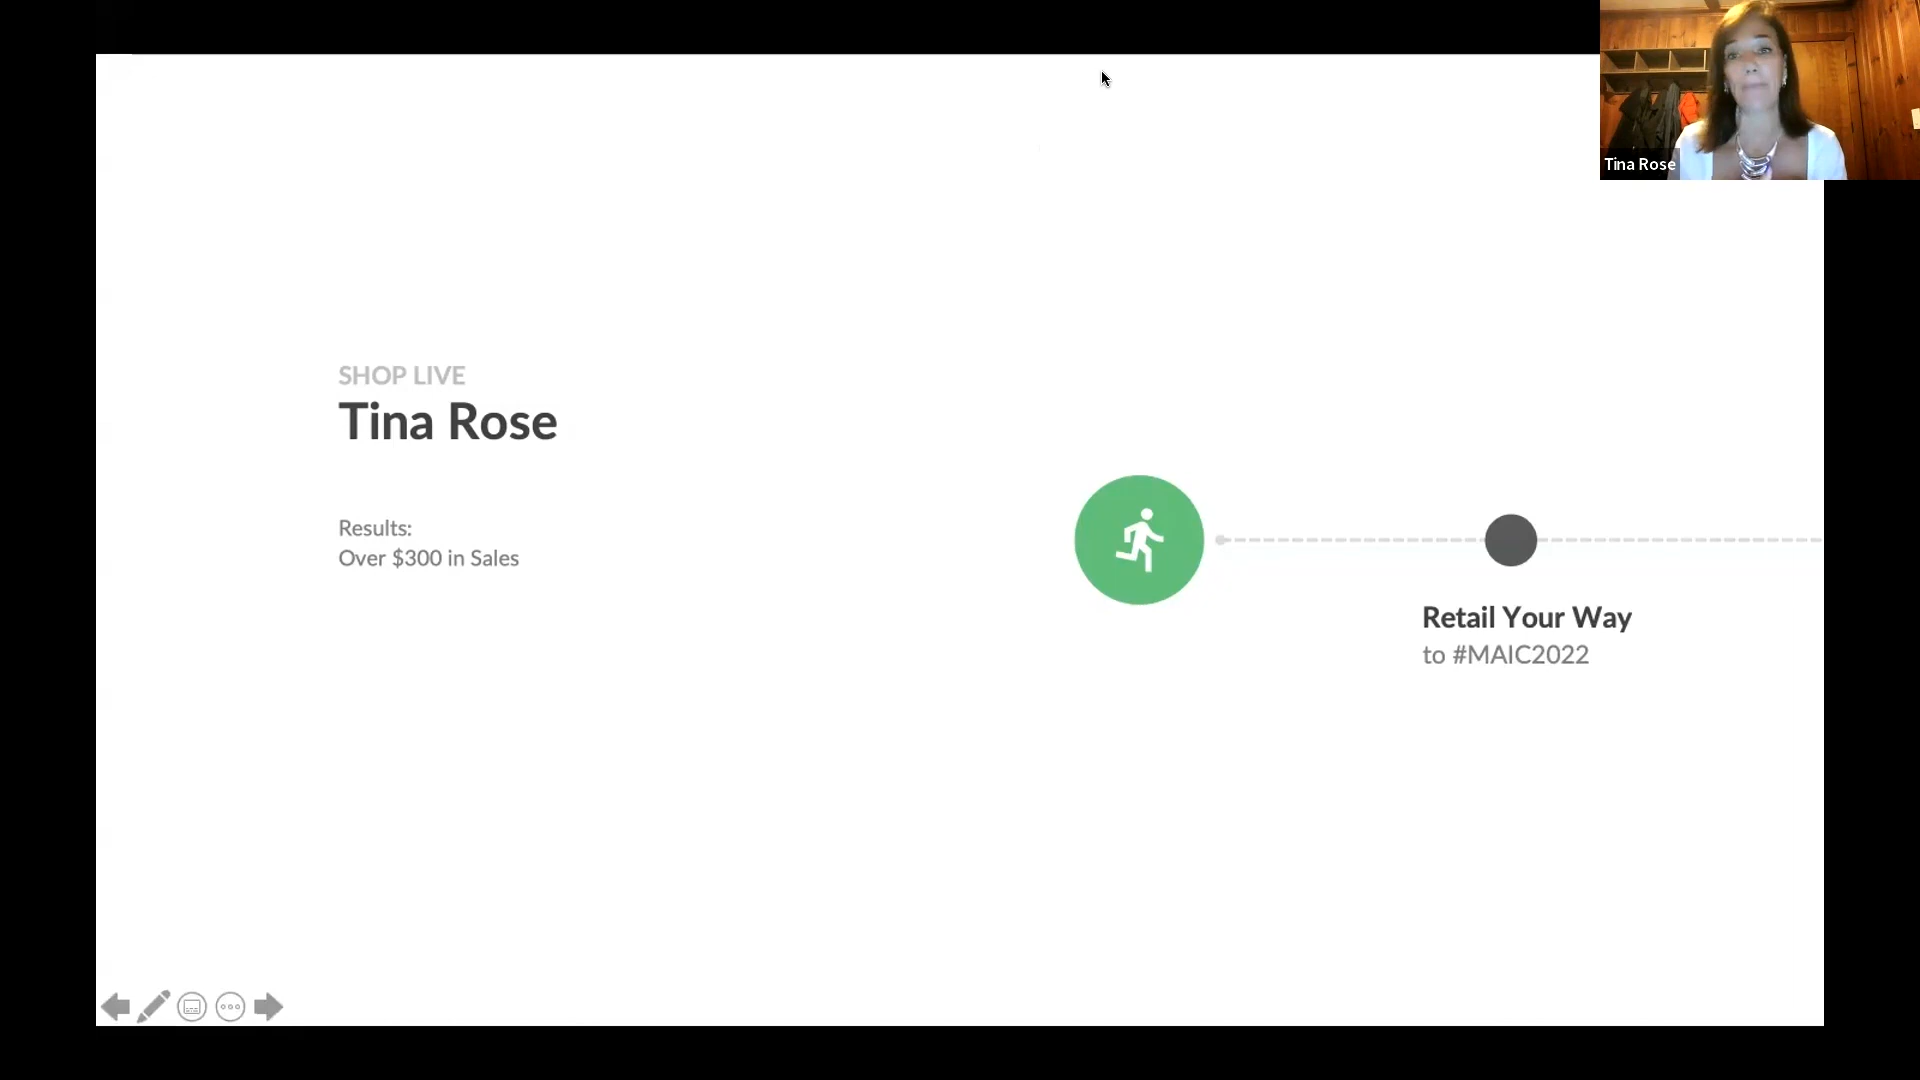 Tina Rose
SHOP LIVE
Tina Rose
Results:
Over $300 in Sales
Retail Your Way
to #MAIC2022